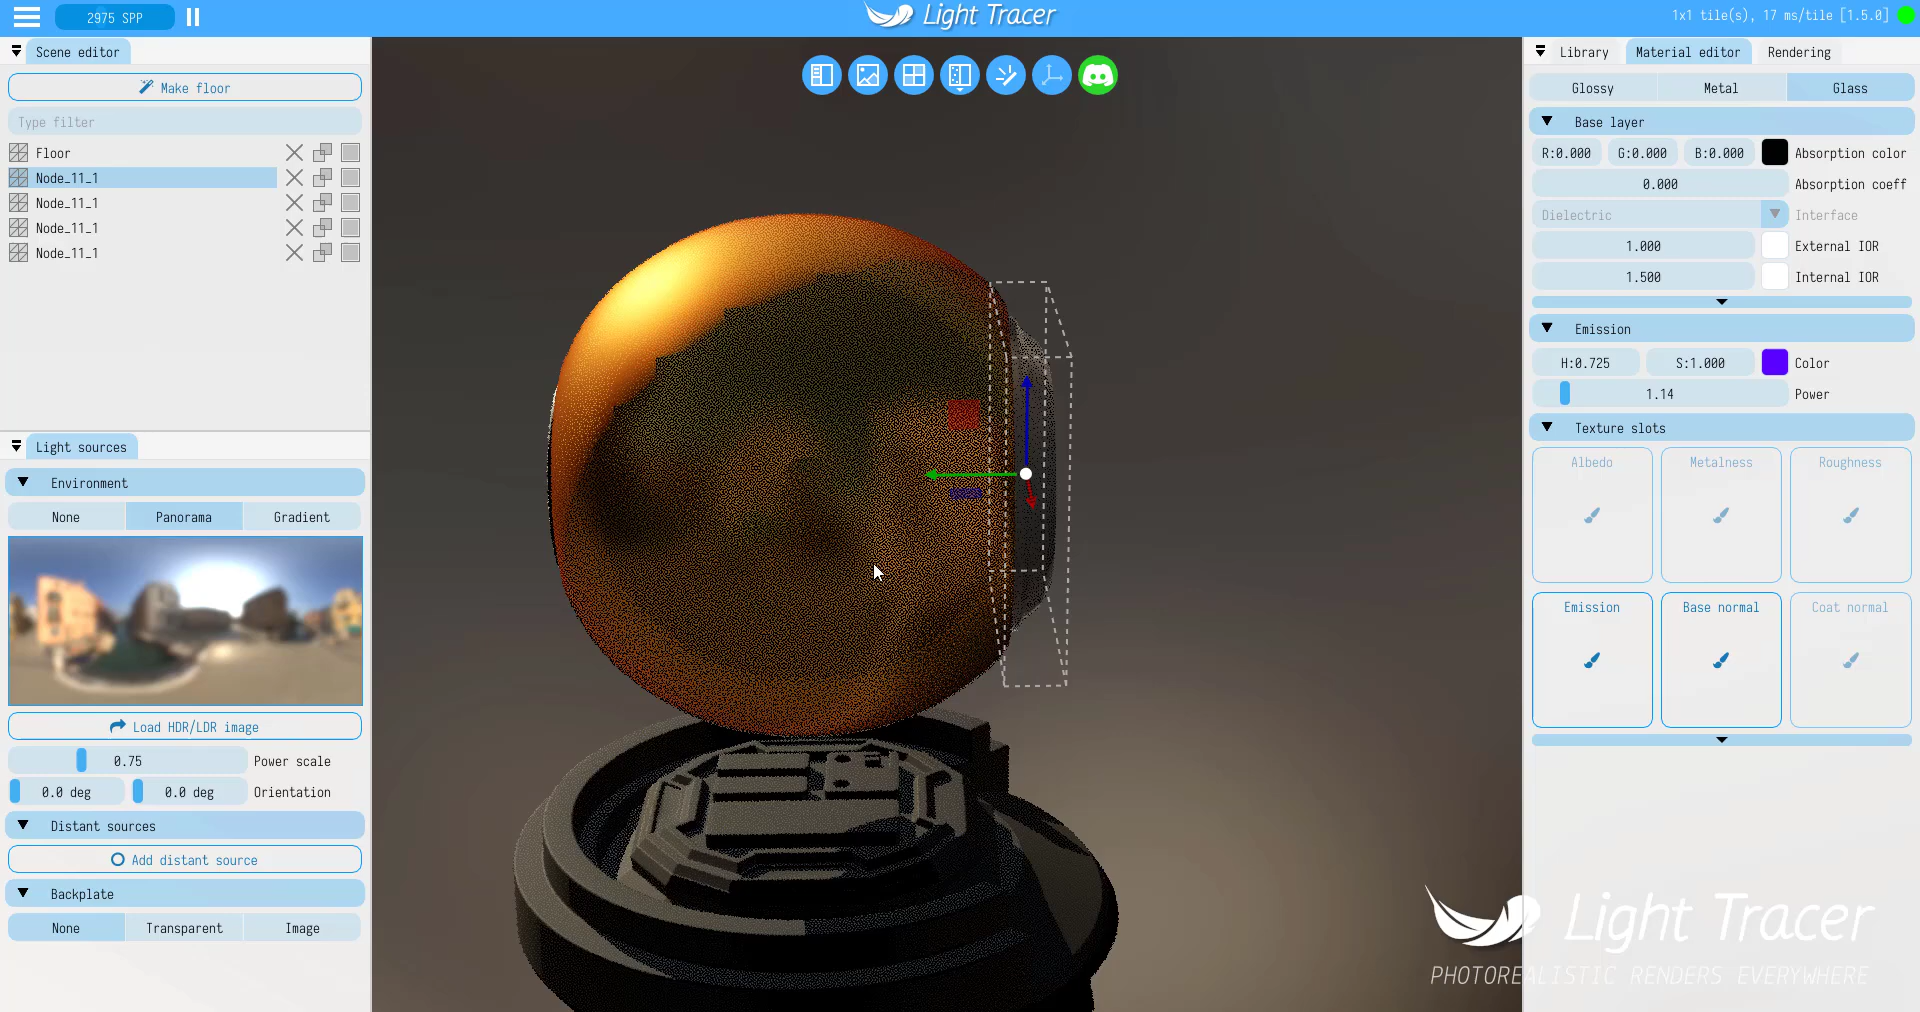 2975 SPP
Light Tracer
1x1 tile(s), 17 ms/tile [1.5.0]
Scene editor
Make floor
Type filter
Floor
Node_11_1
Node_11_1
Node_11_1
Node_11_1
Light sources
Environment
None Panorama Gradient
Load HDR/LDR image
0.75 Power scale
0.0 deg 0.0 deg Orientation
Distant sources
Add distant source
Backplate
None Transparent Image
Library Material editor Rendering
Glossy Metal Glass
Base layer
R:0.000 G:0.000 B:0.000 Absorption color
0.000 Absorption coeff
Dielectric Interface
1.000 External IOR
1.500 Internal IOR
Emission
H:0.725 S:1.000 Color
1.14 Power
Texture slots
Albedo Metalness Roughness
Emission Base normal Coat normal
Light Tracer
PHOTOREALISTIC RENDERS EVERYWHERE